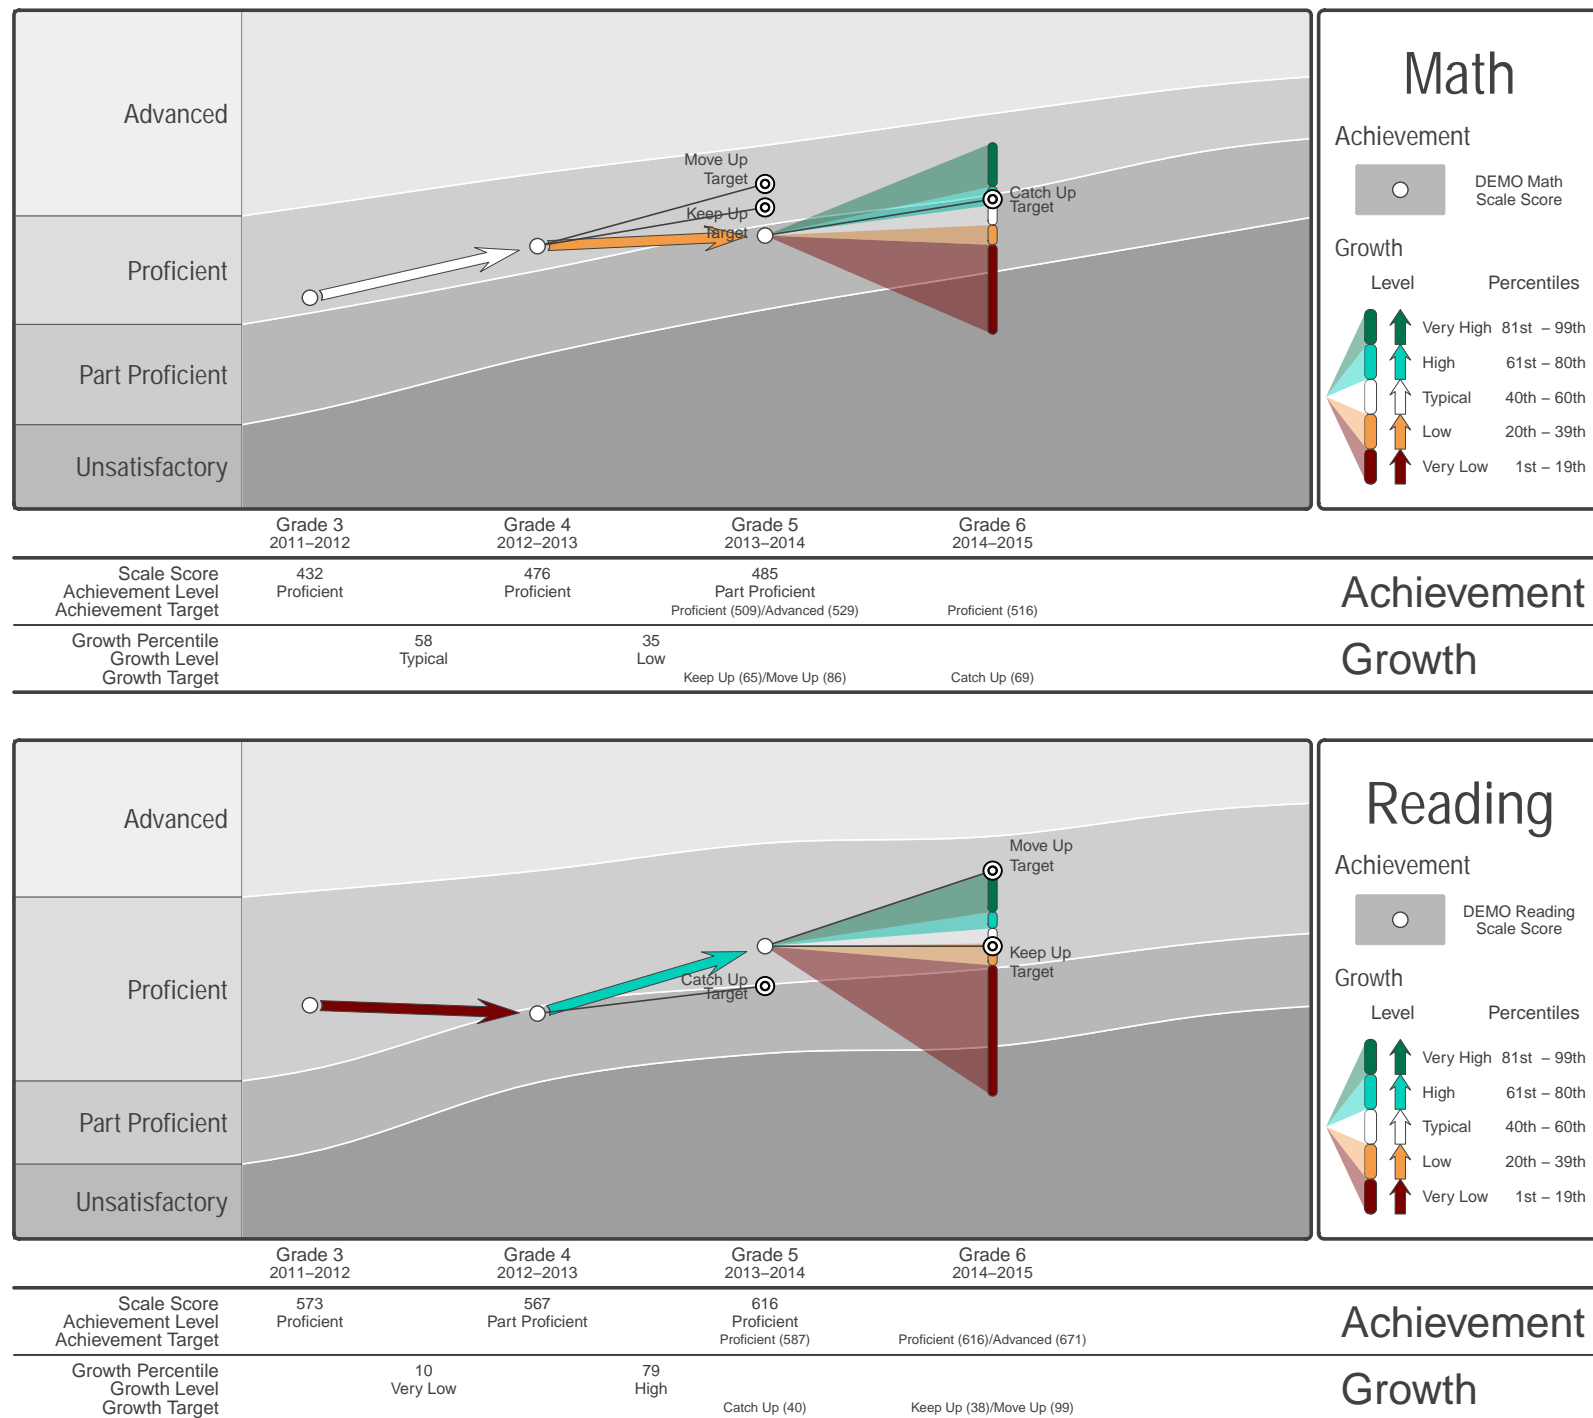 Advanced
Proficient
Part Proficient
Unsatisfactory
Move Up
Target
Keep Up
Target
Catch Up
Target
Math
Achievement
DEMO Math
Scale Score
Growth
Level Percentiles
Very High 81st – 99th
High 61st – 80th
Typical 40th – 60th
Low 20th – 39th
Very Low 1st – 19th
Grade 3 Grade 4 Grade 5 Grade 6
2011–2012 2012–2013 2013–2014 2014–2015
Scale Score 432 476 485
Achievement Level Proficient Proficient Part Proficient
Achievement Target Proficient (509)/Advanced (529) Proficient (516)
Achievement
Growth Percentile 58 35
Growth Level Typical Low
Growth Target Keep Up (65)/Move Up (86) Catch Up (69)
Growth
Advanced
Proficient
Part Proficient
Unsatisfactory
Catch Up
Target
Move Up
Target
Keep Up
Target
Reading
Achievement
DEMO Reading
Scale Score
Growth
Level Percentiles
Very High 81st – 99th
High 61st – 80th
Typical 40th – 60th
Low 20th – 39th
Very Low 1st – 19th
Grade 3 Grade 4 Grade 5 Grade 6
2011–2012 2012–2013 2013–2014 2014–2015
Scale Score 573 567 616
Achievement Level Proficient Part Proficient Proficient
Achievement Target Proficient (587) Proficient (616)/Advanced (671)
Achievement
Growth Percentile 10 79
Growth Level Very Low High
Growth Target Catch Up (40) Keep Up (38)/Move Up (99)
Growth